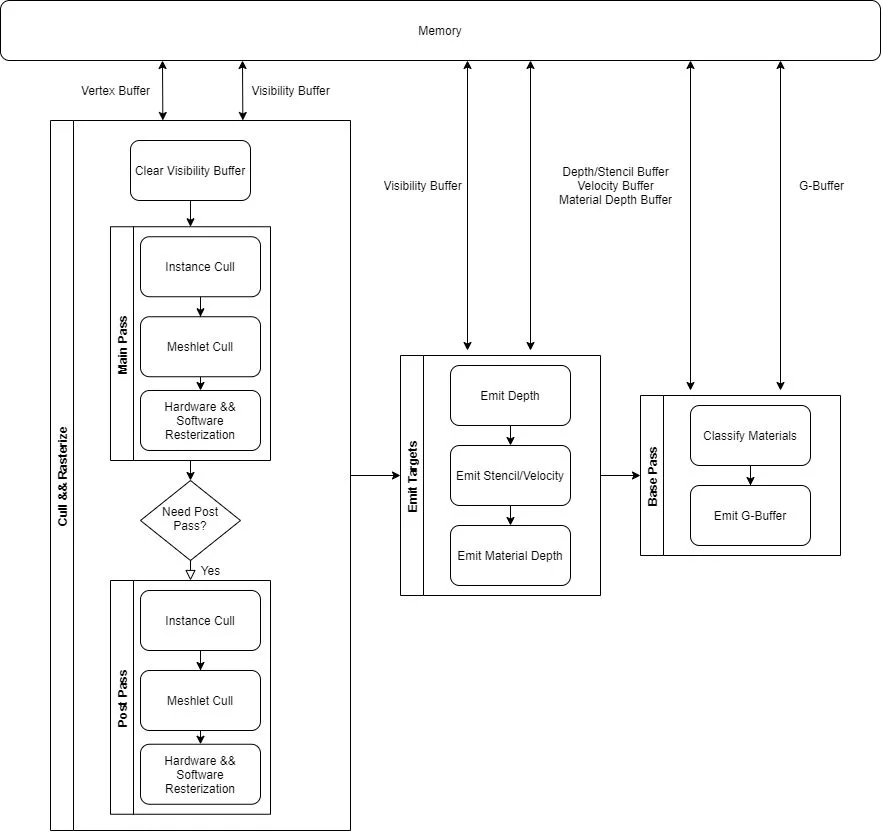 Memory
Vertex Buffer
Visibility Buffer
Cull && Rasterize
Clear Visibility Buffer
Main Pass
Instance Cull
Meshlet Cull
Hardware &&
Software
Resterization
Need Post
Pass?
Yes
Post Pass
Instance Cull
Meshlet Cull
Hardware &&
Software
Resterization
Visibility Buffer
Depth/Stencil Buffer
Velocity Buffer
Material Depth Buffer
G-Buffer
Emit Targets
Emit Depth
Emit Stencil/Velocity
Emit Material Depth
Base Pass
Classify Materials
Emit G-Buffer